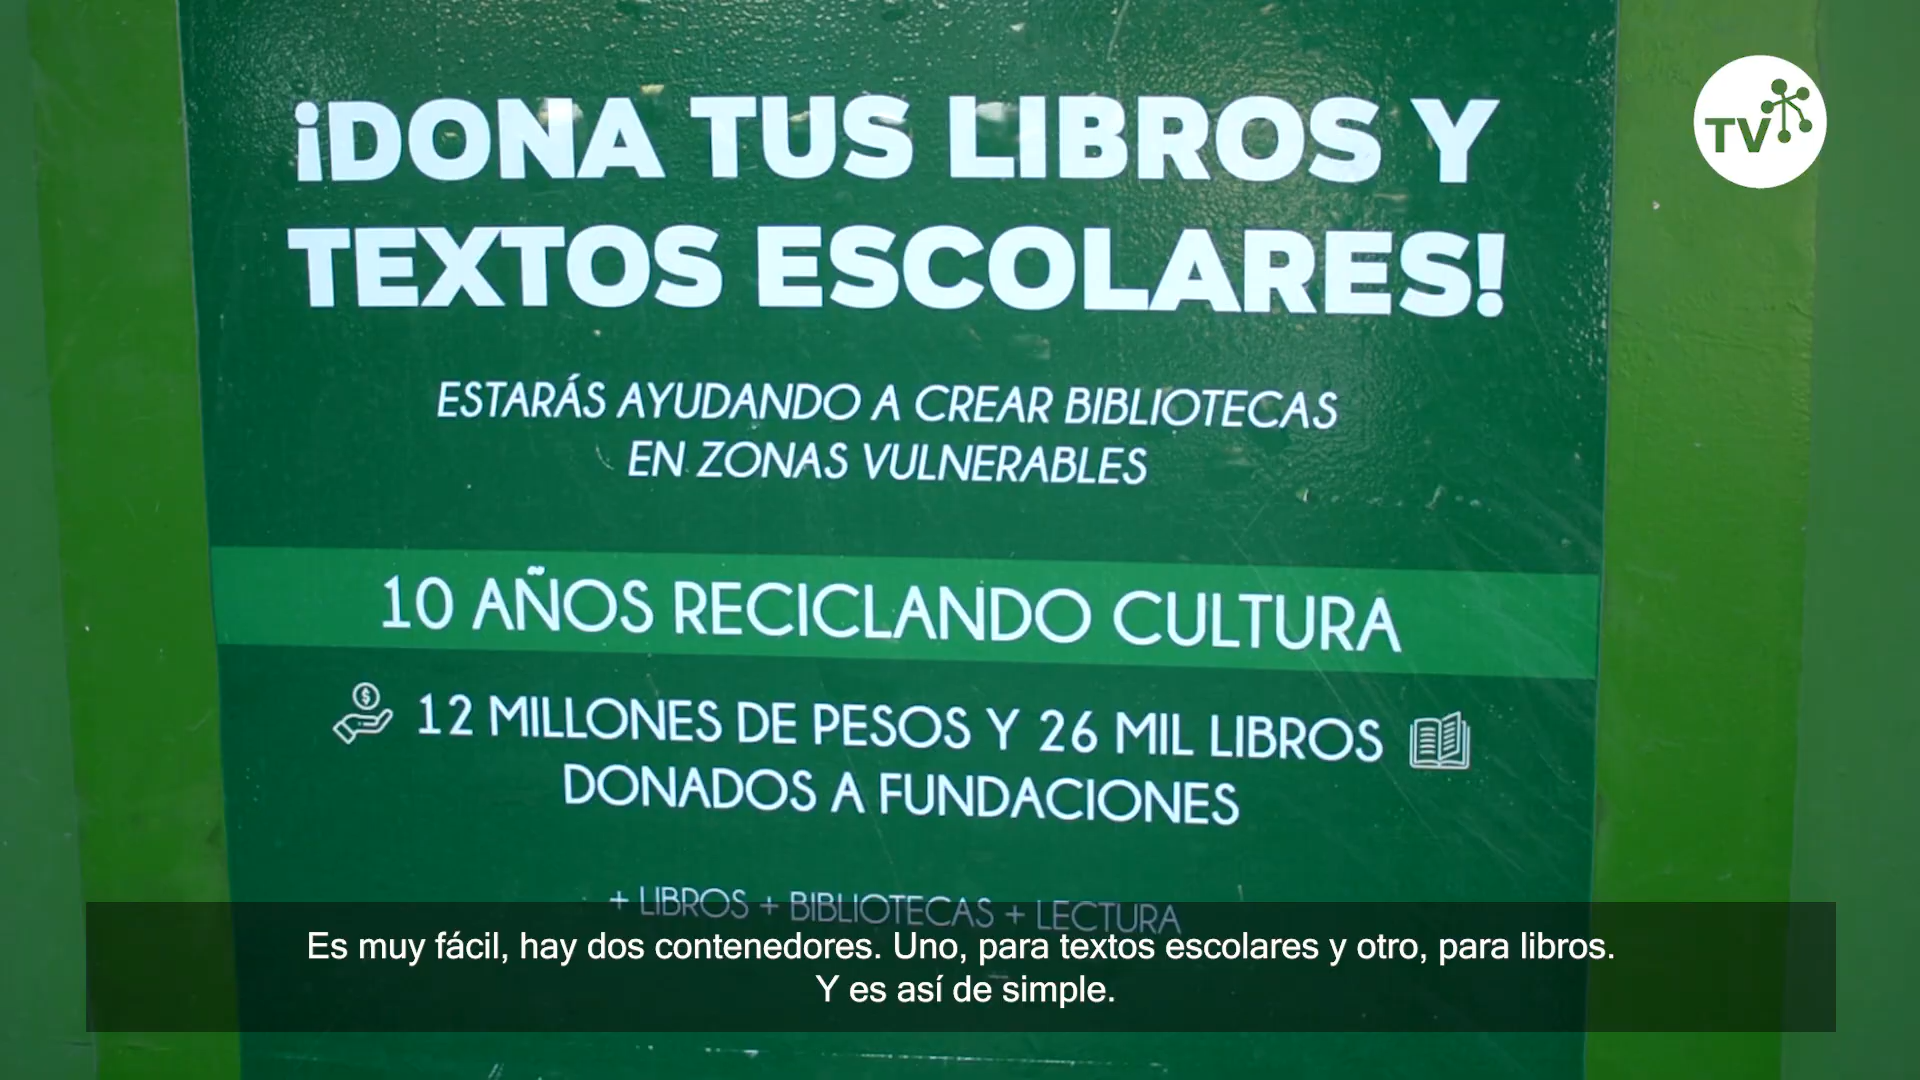 TV
¡DONA TUS LIBROS Y
TEXTOS ESCOLARES!
ESTARÁS AYUDANDO A CREAR BIBLIOTECAS
EN ZONAS VULNERABLES
10 AÑOS RECICLANDO CULTURA
$ 12 MILLONES DE PESOS Y 26 MIL LIBROS
DONADOS A FUNDACIONES
+ LIBROS + BIBLIOTECAS + LECTURA
Es muy fácil, hay dos contenedores. Uno, para textos escolares y otro, para libros.
Y es así de simple.